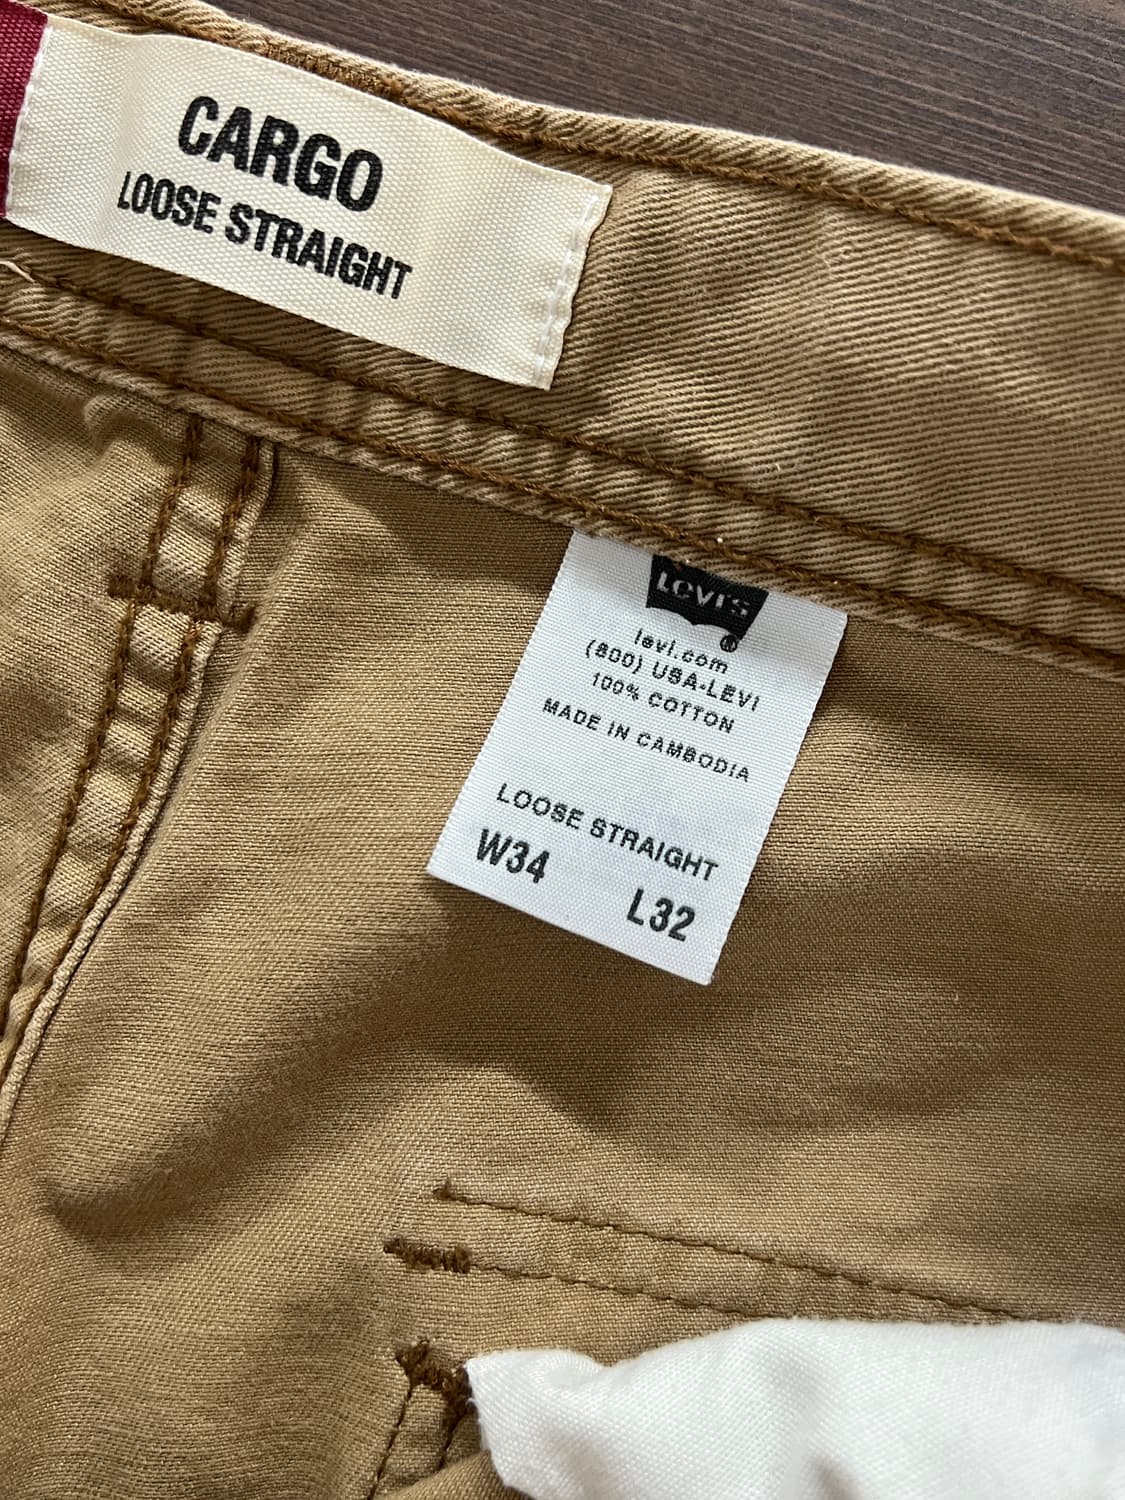 CARGO
LOOSE STRAIGHT
LEVI'S
®
levi.com
(800) USA-LEVI
100% COTTON
MADE IN CAMBODIA
LOOSE STRAIGHT
W34 L32